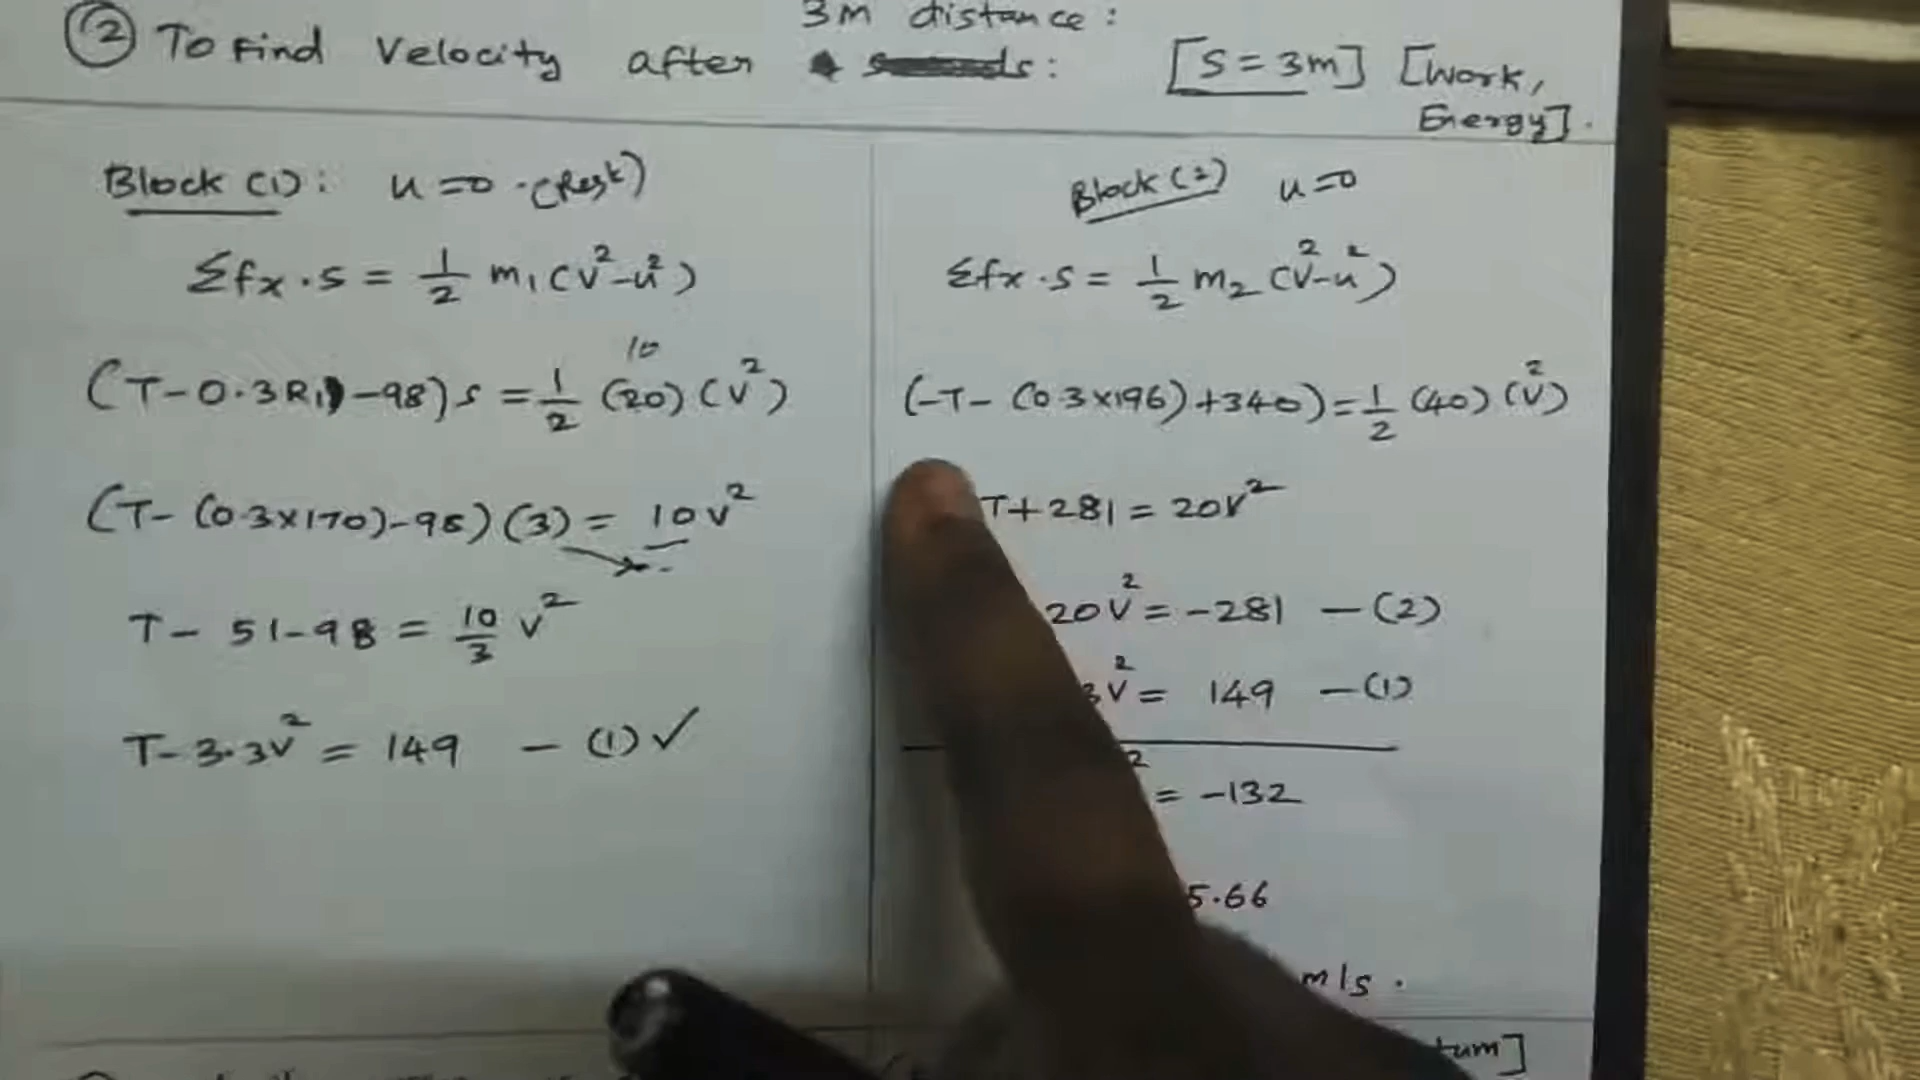 3m distance:
② To Find Velocity after [S = 3m] [Work,
Energy].
Block (1): u = 0 - (Rest)
Σfx . s = 1/2 m₁ (v² - u²)
(T - 0.3R₁) - 98) s = 1/2 (20) (v²)
10
(T - (0.3×170) - 98) (3) = 10v²
T - 51 - 98 = 10/3 v²
T - 3.3v² = 149 - (1) ✓
Block (2) u = 0
Σfx . s = 1/2 m₂ (v² - u²)
(-T - (0.3×196) + 340) = 1/2 (40) (v²)
T + 281 = 20v²
20v² = -281 - (2)
3v² = 149 - (1)
² = -132
5.66
m/s .
tum]